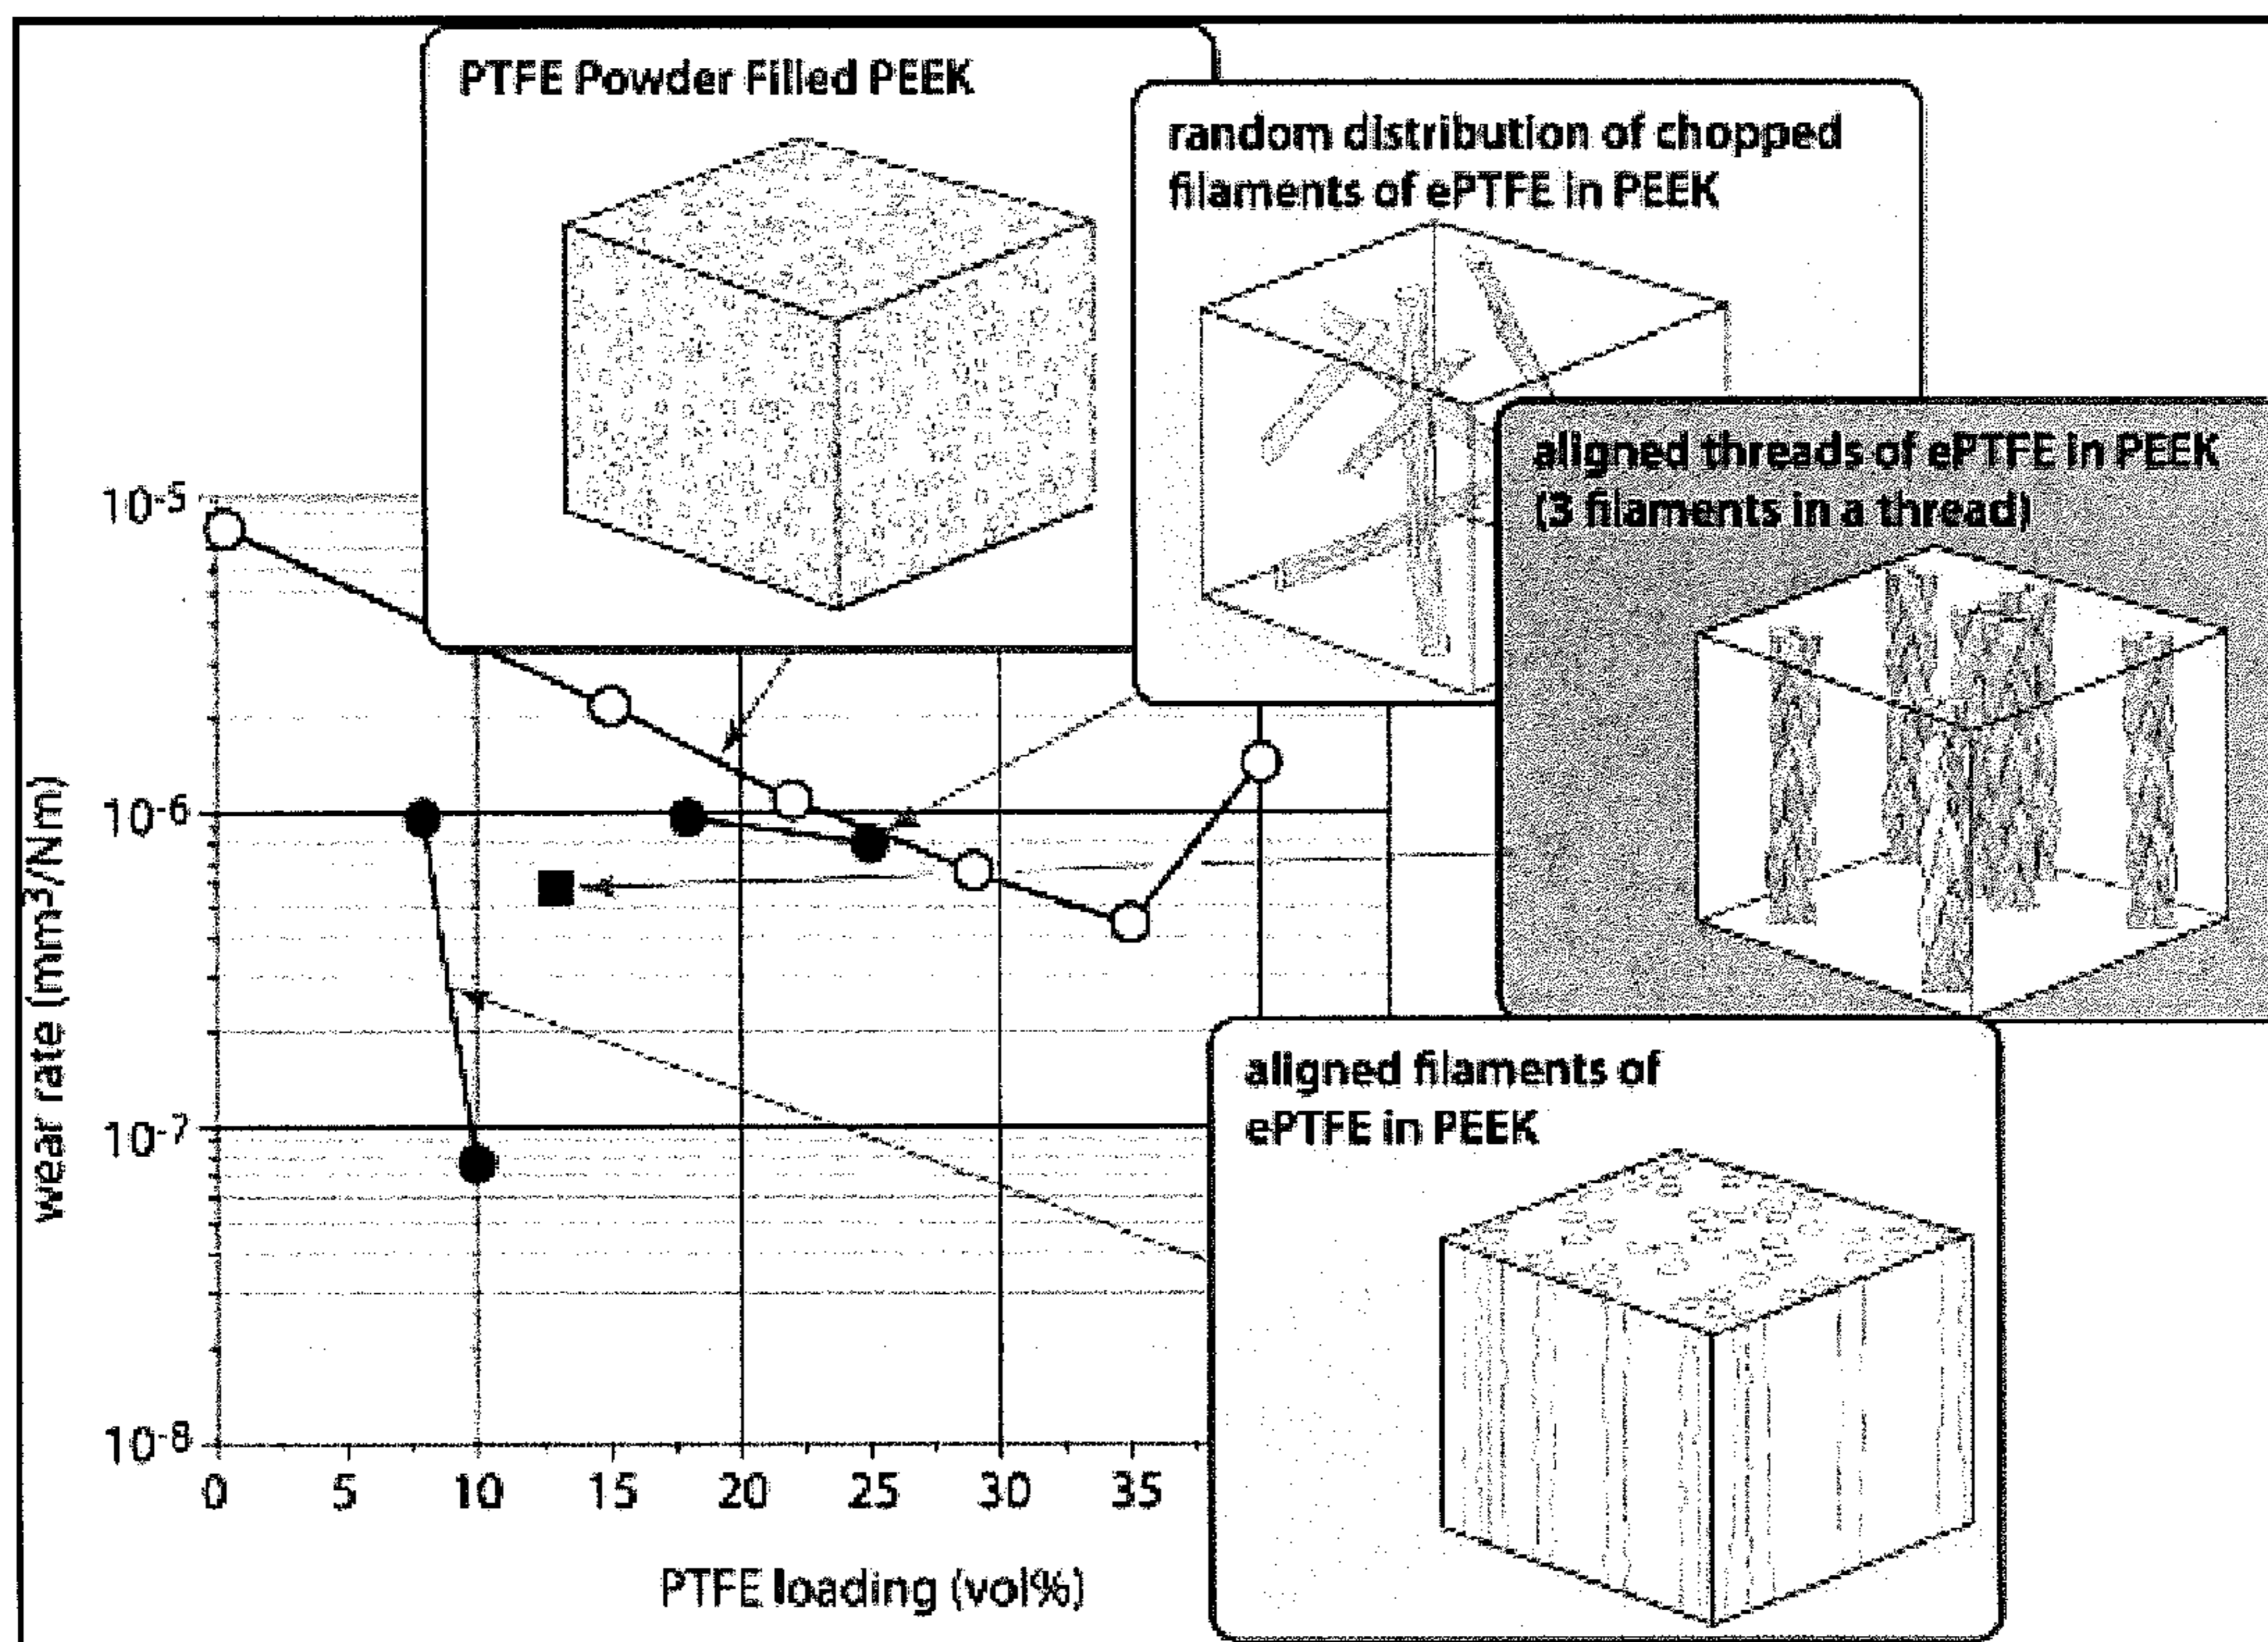 PTFE Powder Filled PEEK
random distribution of chopped
filaments of ePTFE in PEEK
aligned threads of ePTFE in PEEK
(3 filaments in a thread)
10-5
10-6
10-7
10-8
wear rate (mm³/Nm)
aligned filaments of
ePTFE in PEEK
0 5 10 15 20 25 30 35
PTFE loading (vol%)